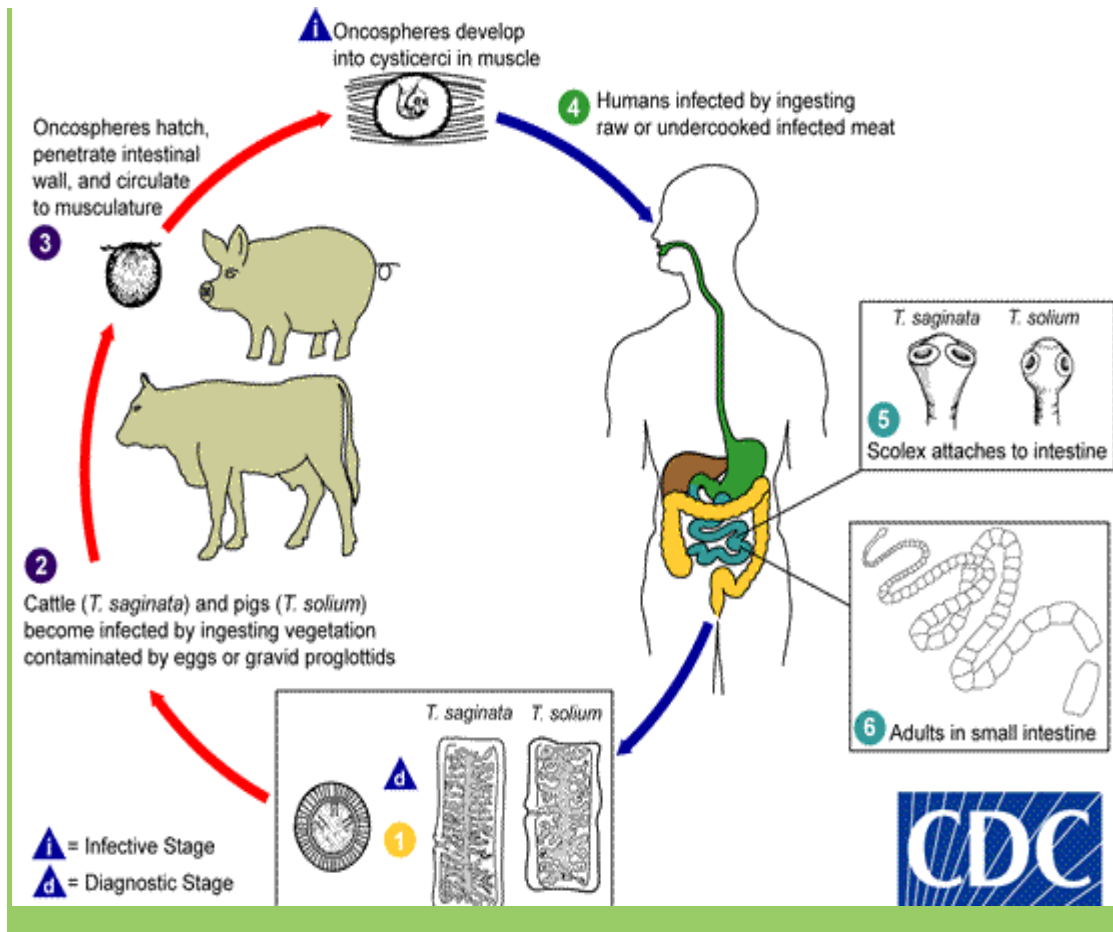 i
Oncospheres develop
into cysticerci in muscle
4
Humans infected by ingesting
raw or undercooked infected meat
Oncospheres hatch,
penetrate intestinal
wall, and circulate
to musculature
3
T. saginata T. solium
5
Scolex attaches to intestine
2
Cattle (T. saginata) and pigs (T. solium)
become infected by ingesting vegetation
contaminated by eggs or gravid proglottids
6 Adults in small intestine
T. saginata T. solium
d
1
i = Infective Stage
d = Diagnostic Stage
CDC